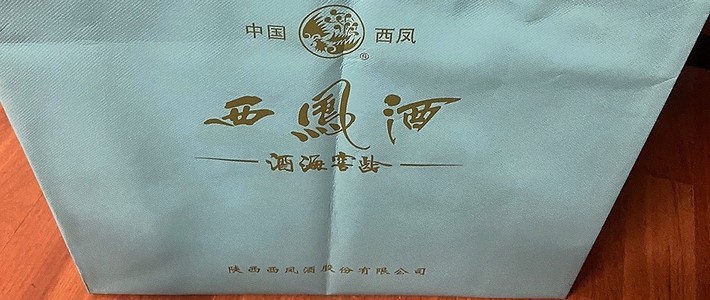 中国 西凤
®
西鳳酒
酒海窖龄
陕西西凤酒股份有限公司